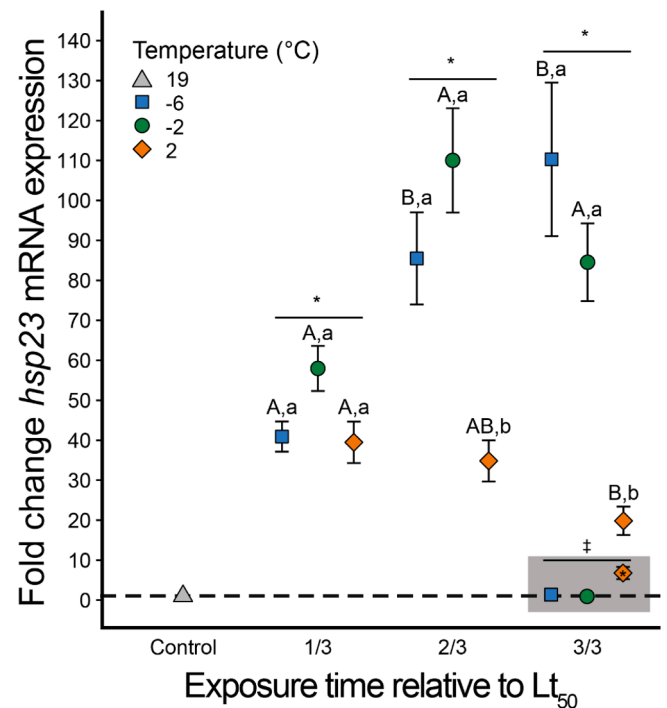 Temperature (°C)
19
-6
-2
2
Fold change hsp23 mRNA expression
140
130
120
110
100
90
80
70
60
50
40
30
20
10
0
*
*
*
B,a
A,a
B,a
A,a
A,a
A,a
A,a
AB,b
B,b
‡
*
Control
1/3
2/3
3/3
Exposure time relative to Lt50